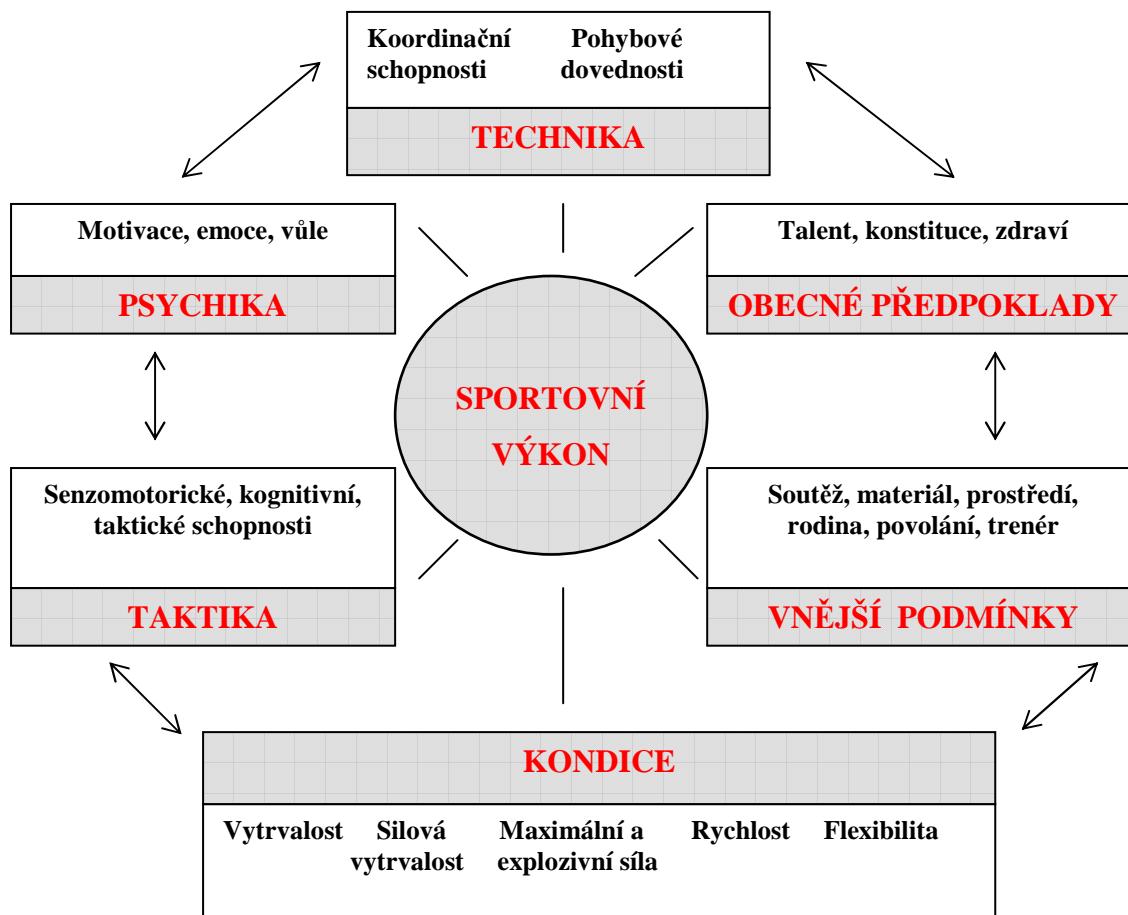 Koordinační Pohybové
schopnosti dovednosti
TECHNIKA
Motivace, emoce, vůle
PSYCHIKA
Talent, konstituce, zdraví
OBECNÉ PŘEDPOKLADY
SPORTOVNÍ
VÝKON
Senzomotorické, kognitivní,
taktické schopnosti
TAKTIKA
Soutěž, materiál, prostředí,
rodina, povolání, trenér
VNĚJŠÍ PODMÍNKY
KONDICE
Vytrvalost Silová Maximální a Rychlost Flexibilita
vytrvalost explozivní síla